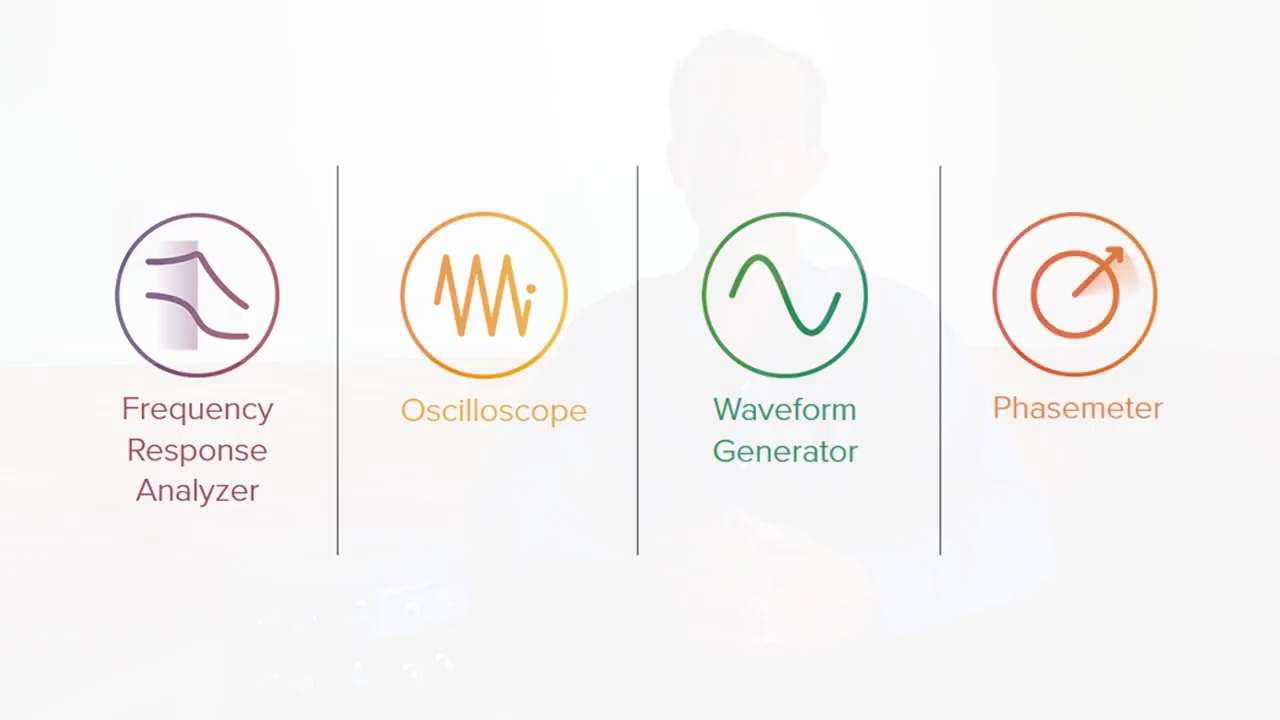 Frequency
Response
Analyzer
Oscilloscope
Waveform
Generator
Phasemeter